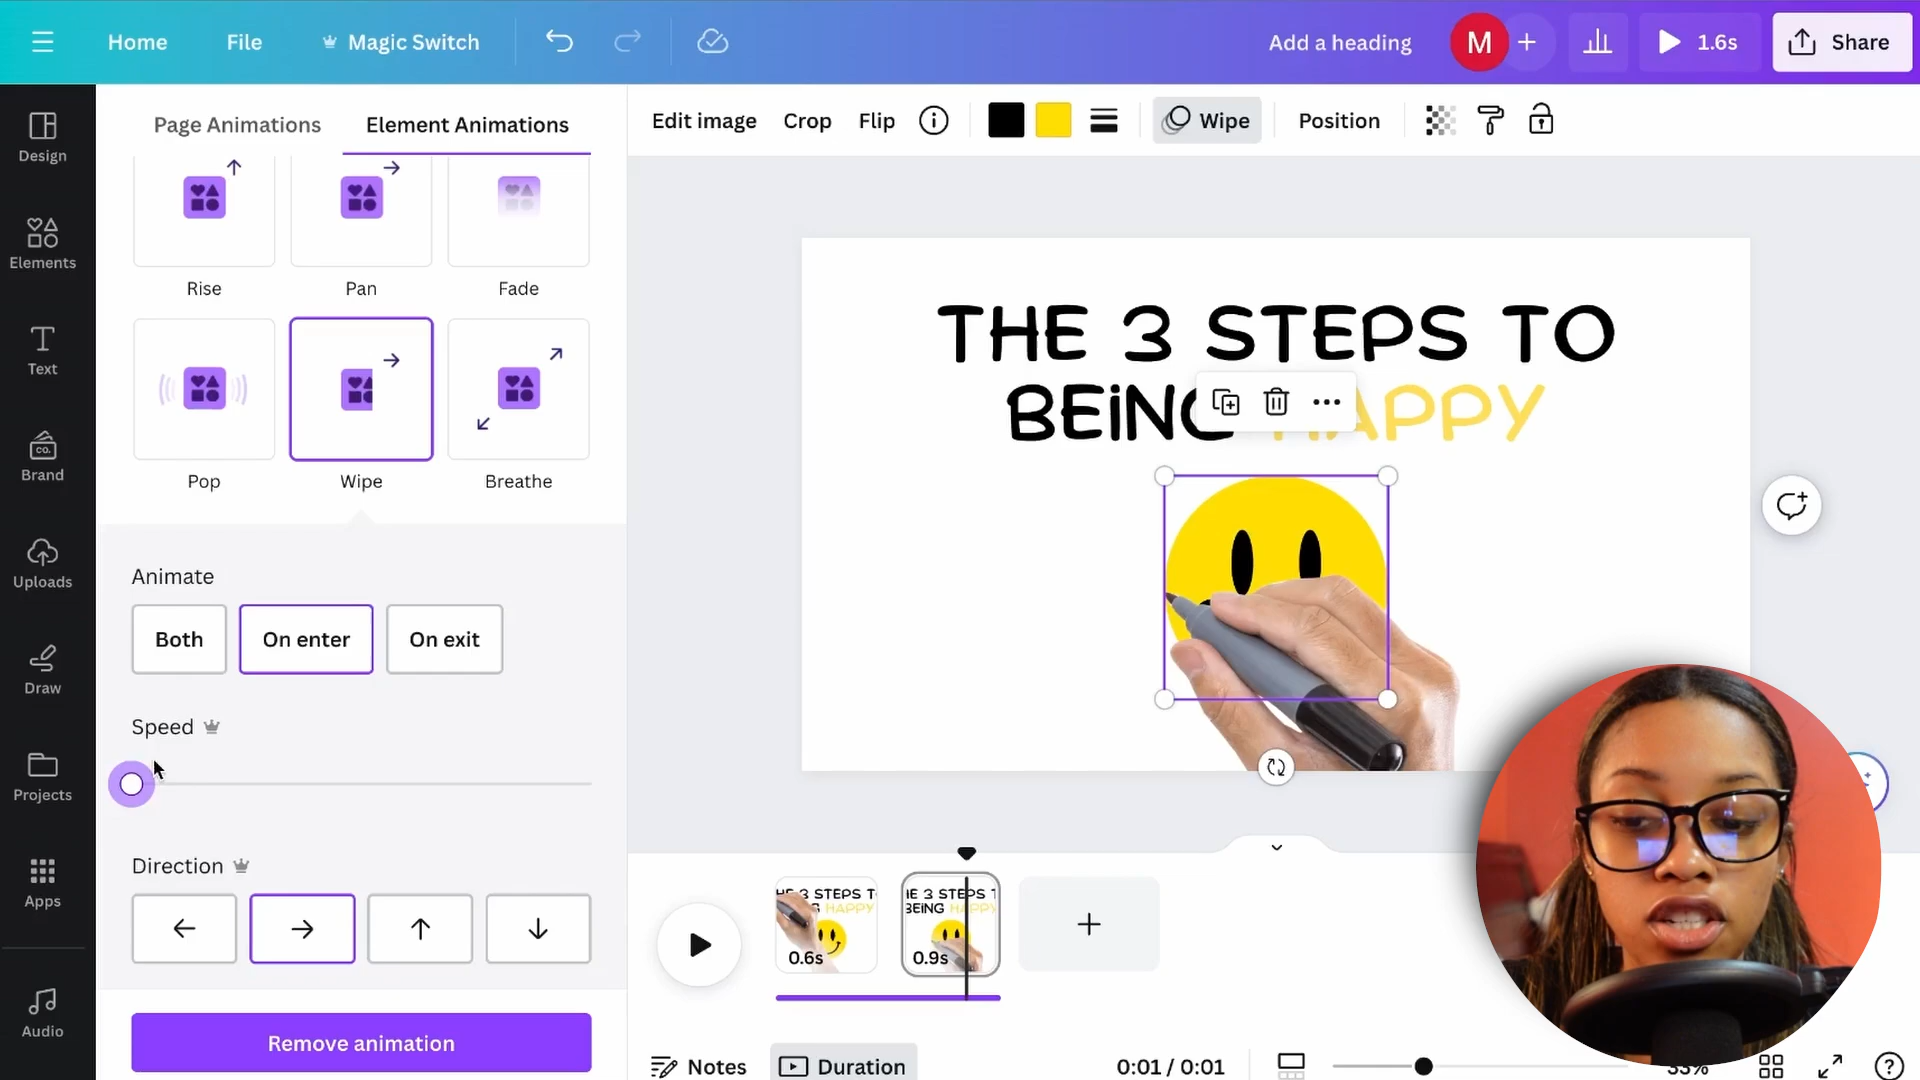 Home
File
Magic Switch
Add a heading
M
+
1.6s
Share
Design
Elements
Text
CO.
Brand
Uploads
Draw
Projects
Apps
Audio
Page Animations
Element Animations
Rise
Pan
Fade
Pop
Wipe
Breathe
Animate
Both
On enter
On exit
Speed
Direction
Remove animation
Edit image
Crop
Flip
Wipe
Position
THE 3 STEPS TO
BEiNG HAPPY
0.6s
0.9s
Notes
Duration
0:01 / 0:01
33%